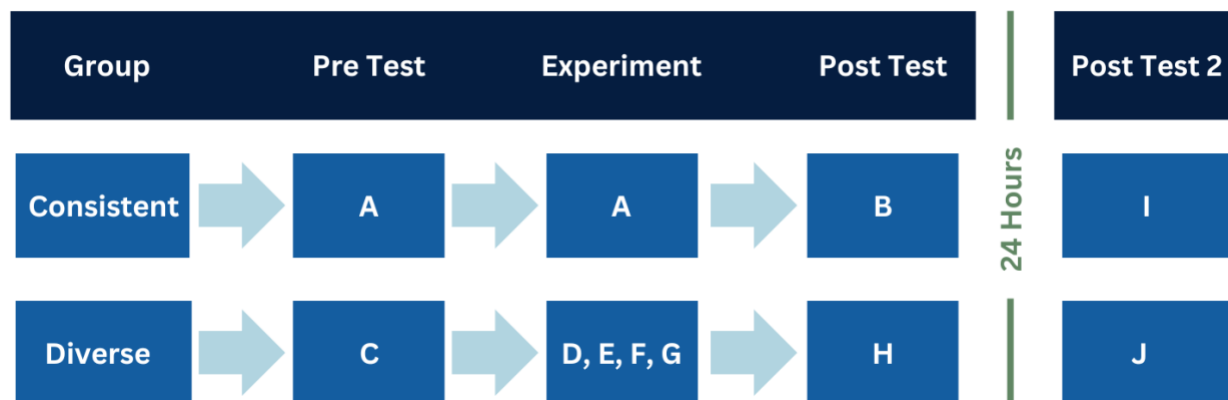 Group Pre Test Experiment Post Test Post Test 2
Consistent A A B I
24 Hours
Diverse C D, E, F, G H J